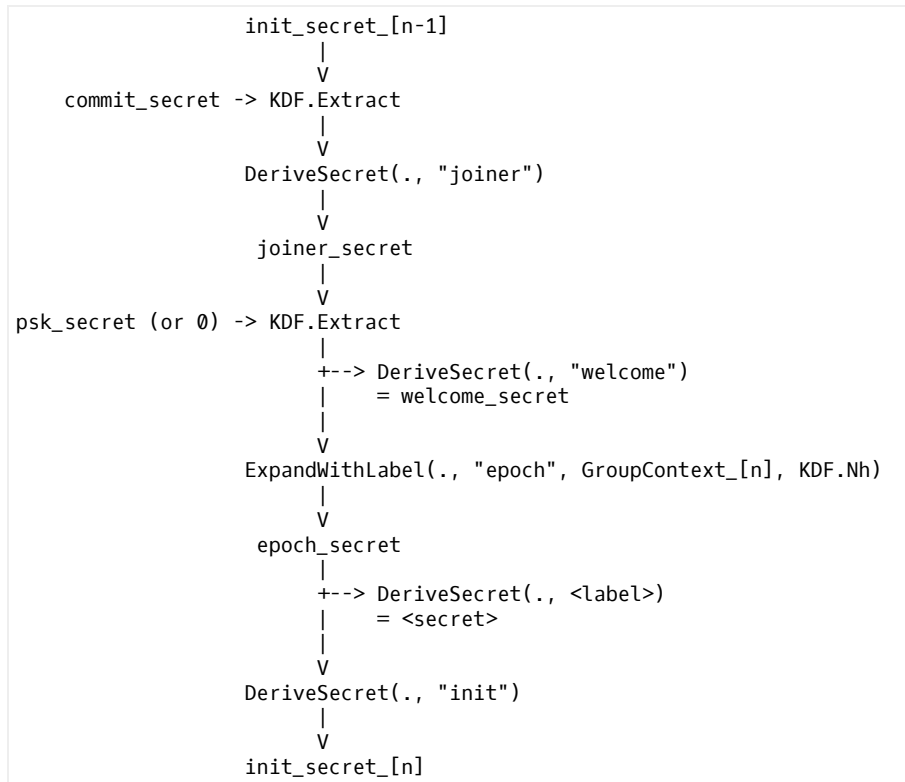 init_secret_[n-1]
|
V
commit_secret -> KDF.Extract
|
V
DeriveSecret(., "joiner")
|
V
joiner_secret
|
V
psk_secret (or 0) -> KDF.Extract
|
+--> DeriveSecret(., "welcome")
|    = welcome_secret
|
V
ExpandWithLabel(., "epoch", GroupContext_[n], KDF.Nh)
|
V
epoch_secret
|
+--> DeriveSecret(., <label>)
|    = <secret>
|
V
DeriveSecret(., "init")
|
V
init_secret_[n]